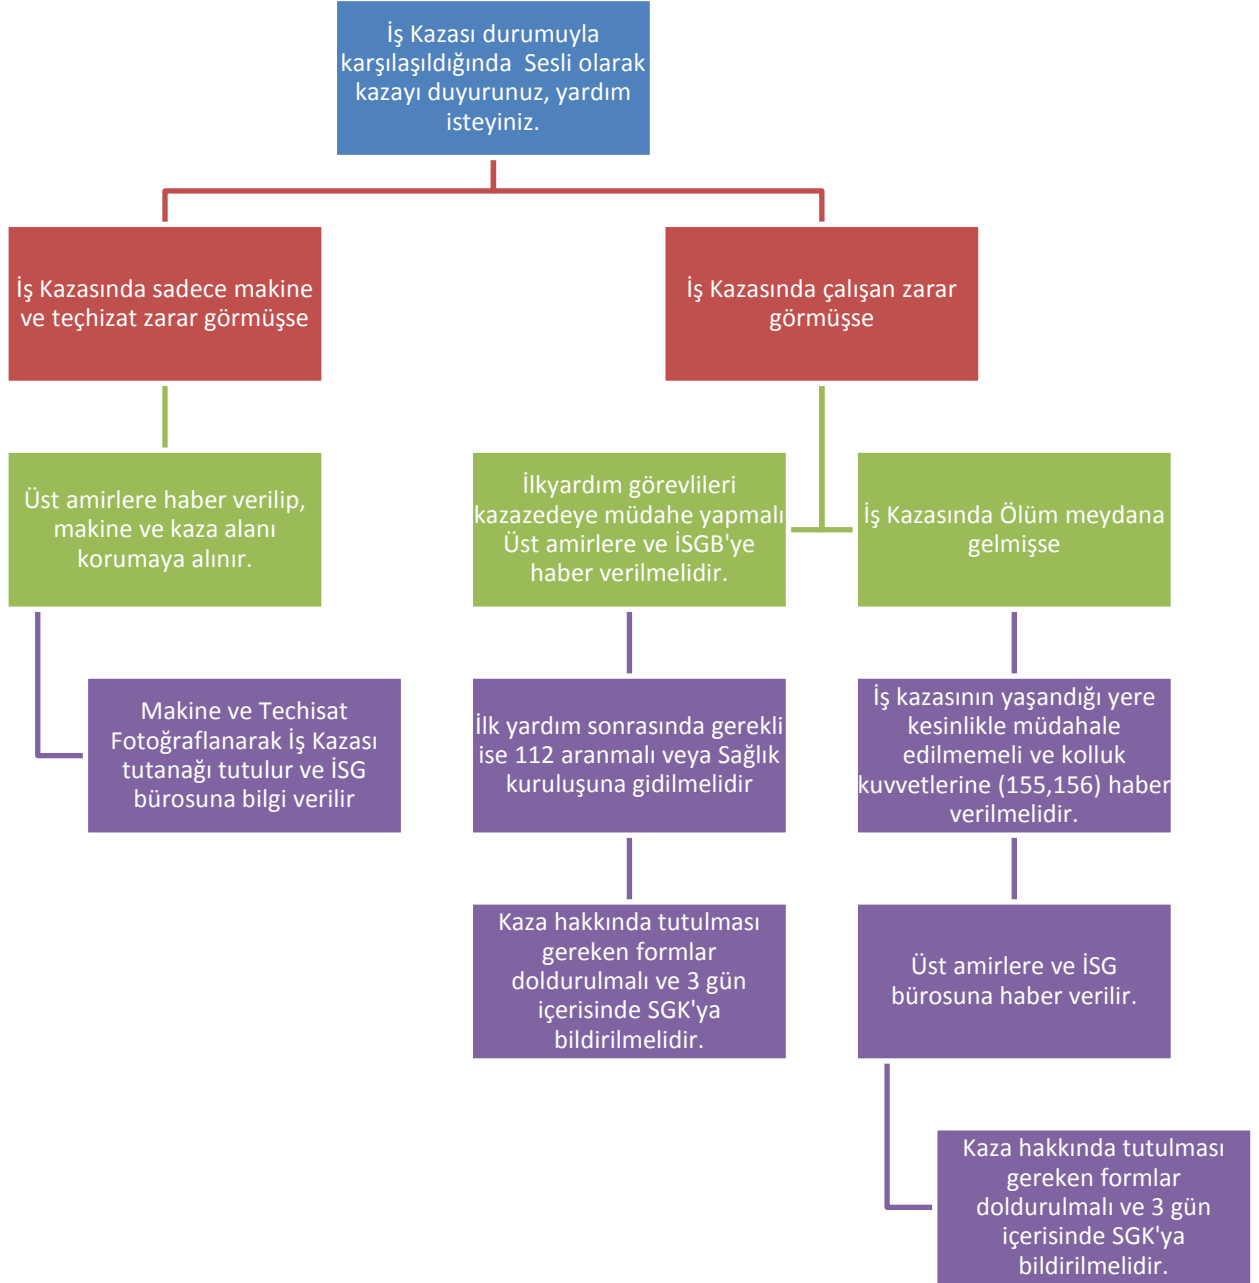 İş Kazası durumuyla
karşılaşıldığında  Sesli olarak
kazayı duyurunuz, yardım
isteyiniz.
İş Kazasında sadece makine
ve teçhizat zarar görmüşse
İş Kazasında çalışan zarar
görmüşse
Üst amirlere haber verilip,
makine ve kaza alanı
korumaya alınır.
İlkyardım görevlileri
kazazedeye müdahe yapmalı
Üst amirlere ve İSGB'ye
haber verilmelidir.
İş Kazasında Ölüm meydana
gelmişse
Makine ve Techisat
Fotoğraflanarak İş Kazası
tutanağı tutulur ve İSG
bürosuna bilgi verilir
İlk yardım sonrasında gerekli
ise 112 aranmalı veya Sağlık
kuruluşuna gidilmelidir
İş kazasının yaşandığı yere
kesinlikle müdahale
edilmemeli ve kolluk
kuvvetlerine (155,156) haber
verilmelidir.
Kaza hakkında tutulması
gereken formlar
doldurulmalı ve 3 gün
içerisinde SGK'ya
bildirilmelidir.
Üst amirlere ve İSG
bürosuna haber verilir.
Kaza hakkında tutulması
gereken formlar
doldurulmalı ve 3 gün
içerisinde SGK'ya
bildirilmelidir.